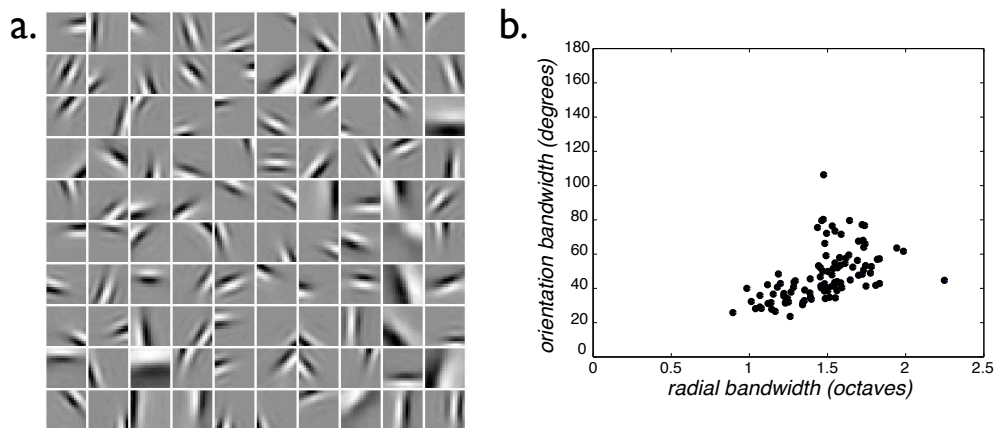 a.
b.
orientation bandwidth (degrees)
180
160
140
120
100
80
60
40
20
0
0 0.5 1 1.5 2 2.5
radial bandwidth (octaves)